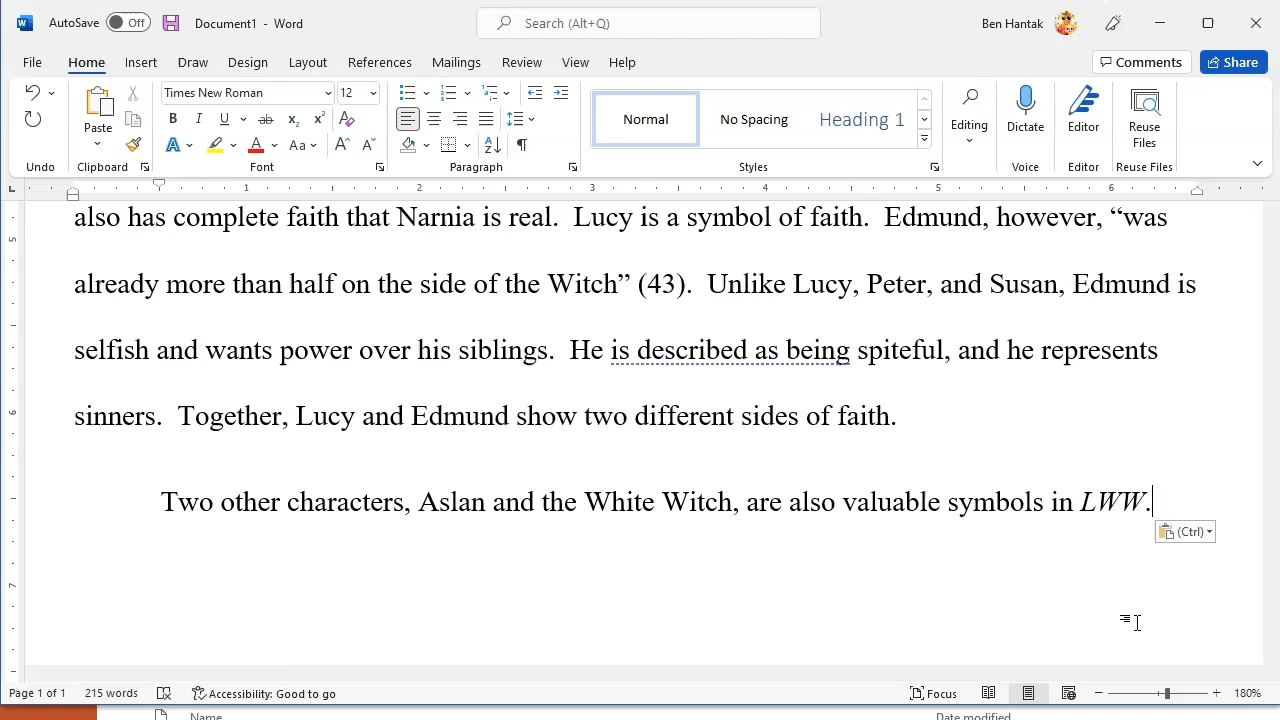 AutoSave Off Document1 - Word Search (Alt+Q) Ben Hantak
File Home Insert Draw Design Layout References Mailings Review View Help Comments Share
Times New Roman 12
Paste Normal No Spacing Heading 1 Editing Dictate Editor Reuse Files
Undo Clipboard Font Paragraph Styles Voice Editor Reuse Files
1 2 3 4 5 6
also has complete faith that Narnia is real.  Lucy is a symbol of faith.  Edmund, however, “was
already more than half on the side of the Witch” (43).  Unlike Lucy, Peter, and Susan, Edmund is
selfish and wants power over his siblings.  He is described as being spiteful, and he represents
sinners.  Together, Lucy and Edmund show two different sides of faith.
Two other characters, Aslan and the White Witch, are also valuable symbols in LWW.
(Ctrl)
Page 1 of 1 215 words Accessibility: Good to go Focus 180%
Name Date modified